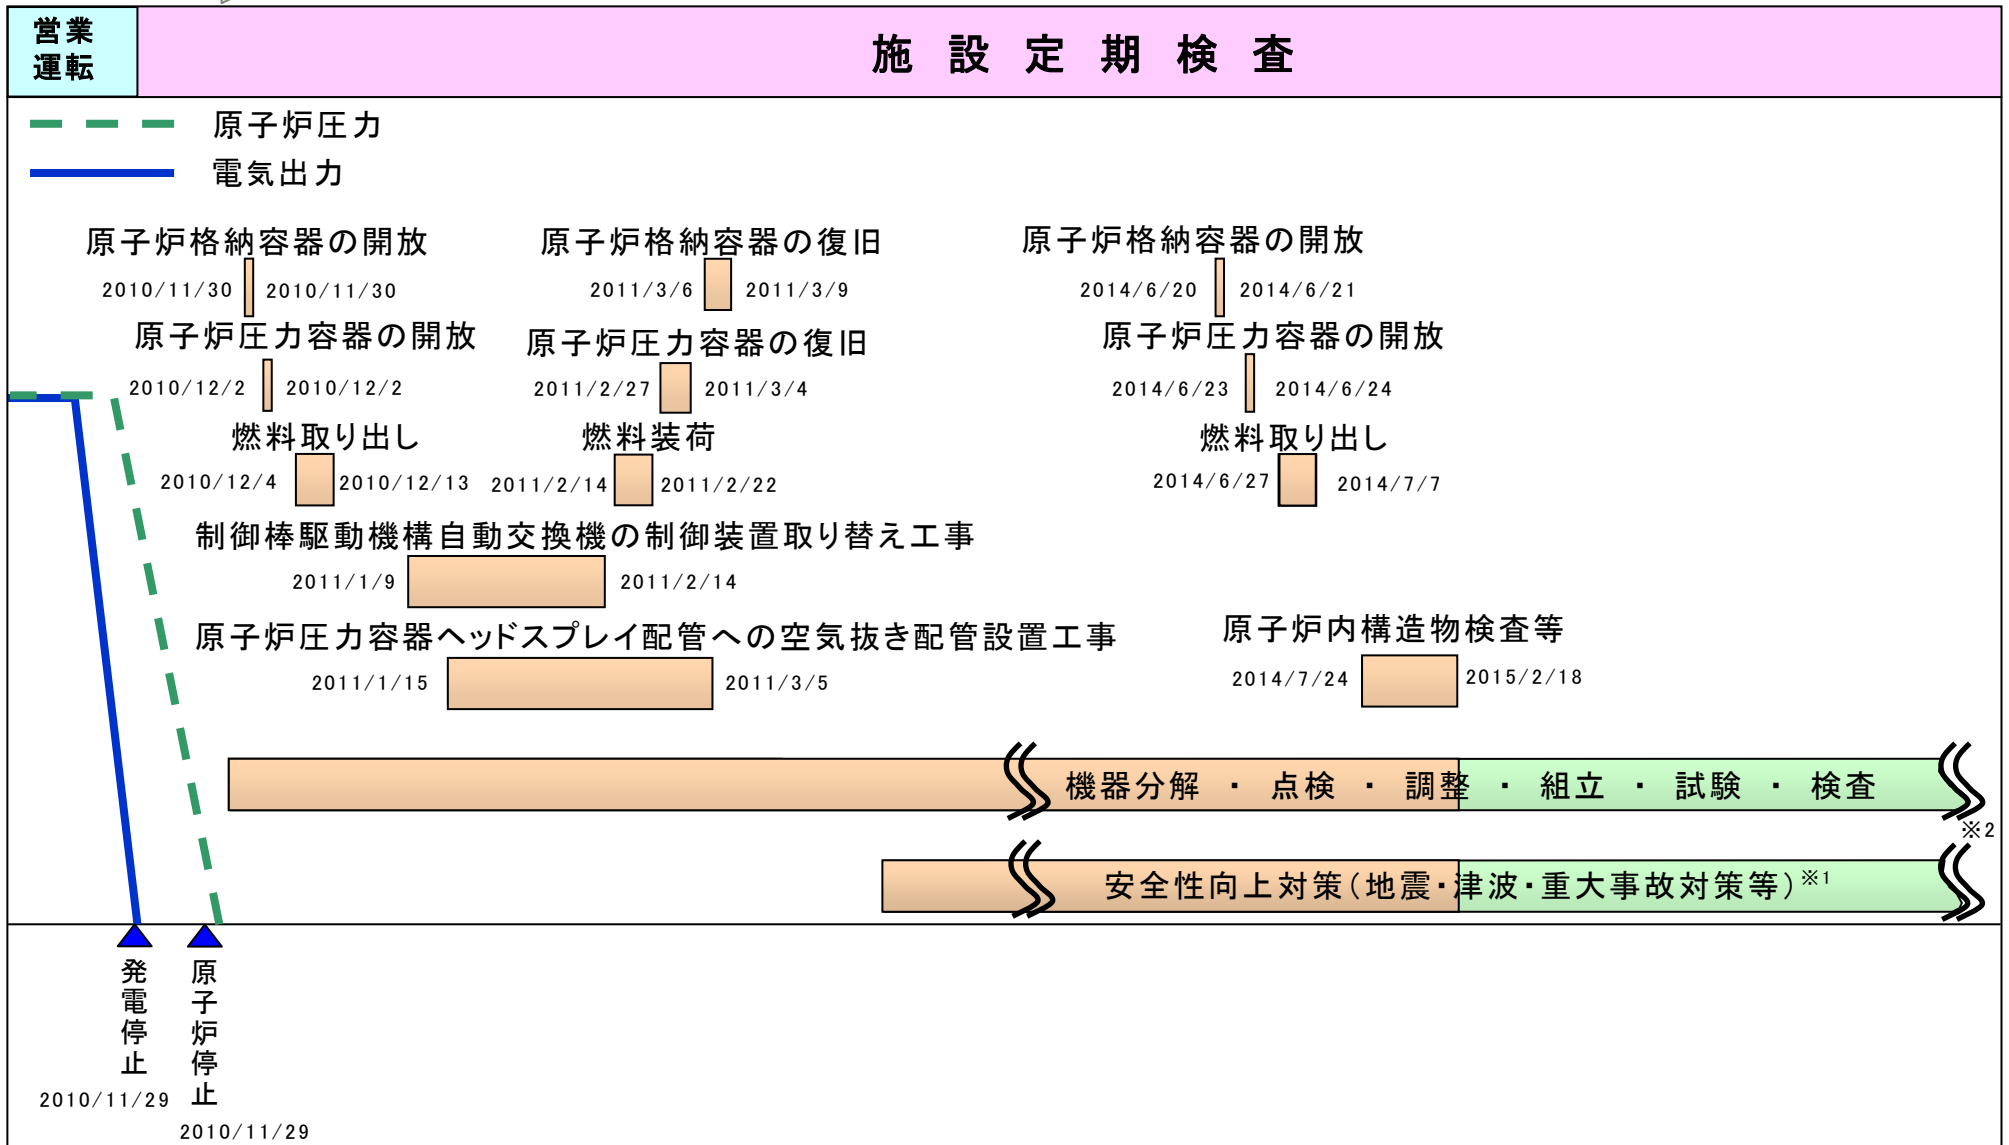 営業
運転
施設定期検査
原子炉圧力
電気出力
原子炉格納容器の開放
2010/11/30 2010/11/30
原子炉格納容器の復旧
2011/3/6 2011/3/9
原子炉格納容器の開放
2014/6/20 2014/6/21
原子炉圧力容器の開放
2010/12/2 2010/12/2
原子炉圧力容器の復旧
2011/2/27 2011/3/4
原子炉圧力容器の開放
2014/6/23 2014/6/24
燃料取り出し
2010/12/4 2010/12/13
燃料装荷
2011/2/14 2011/2/22
燃料取り出し
2014/6/27 2014/7/7
制御棒駆動機構自動交換機の制御装置取り替え工事
2011/1/9 2011/2/14
原子炉圧力容器ヘッドスプレイ配管への空気抜き配管設置工事
2011/1/15 2011/3/5
原子炉内構造物検査等
2014/7/24 2015/2/18
機器分解 ・ 点検 ・ 調整 ・ 組立 ・ 試験 ・ 検査
※2
安全性向上対策(地震・津波・重大事故対策等)※1
発電停止
2010/11/29
原子炉停止
2010/11/29